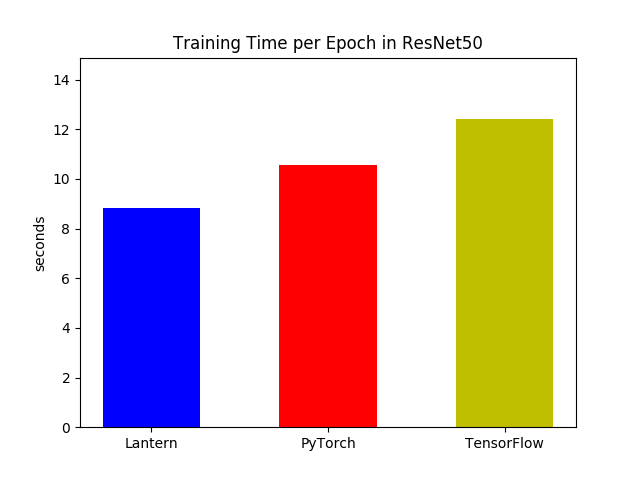 Training Time per Epoch in ResNet50
14
12
10
8
6
4
2
0
seconds
Lantern PyTorch TensorFlow